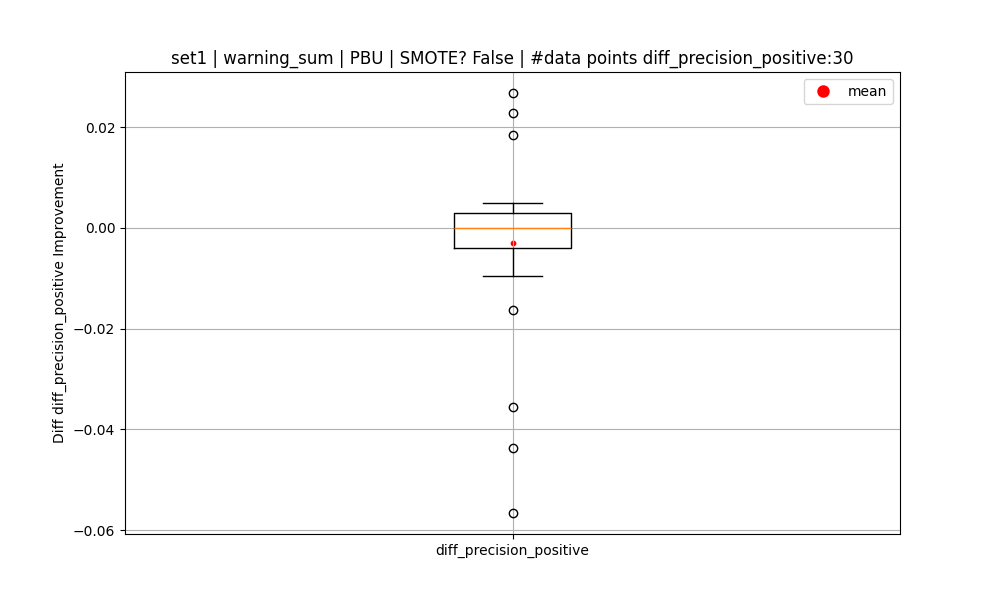 set1 | warning_sum | PBU | SMOTE? False | #data points diff_precision_positive:30
mean
Diff diff_precision_positive Improvement
0.02
0.00
−0.02
−0.04
−0.06
diff_precision_positive